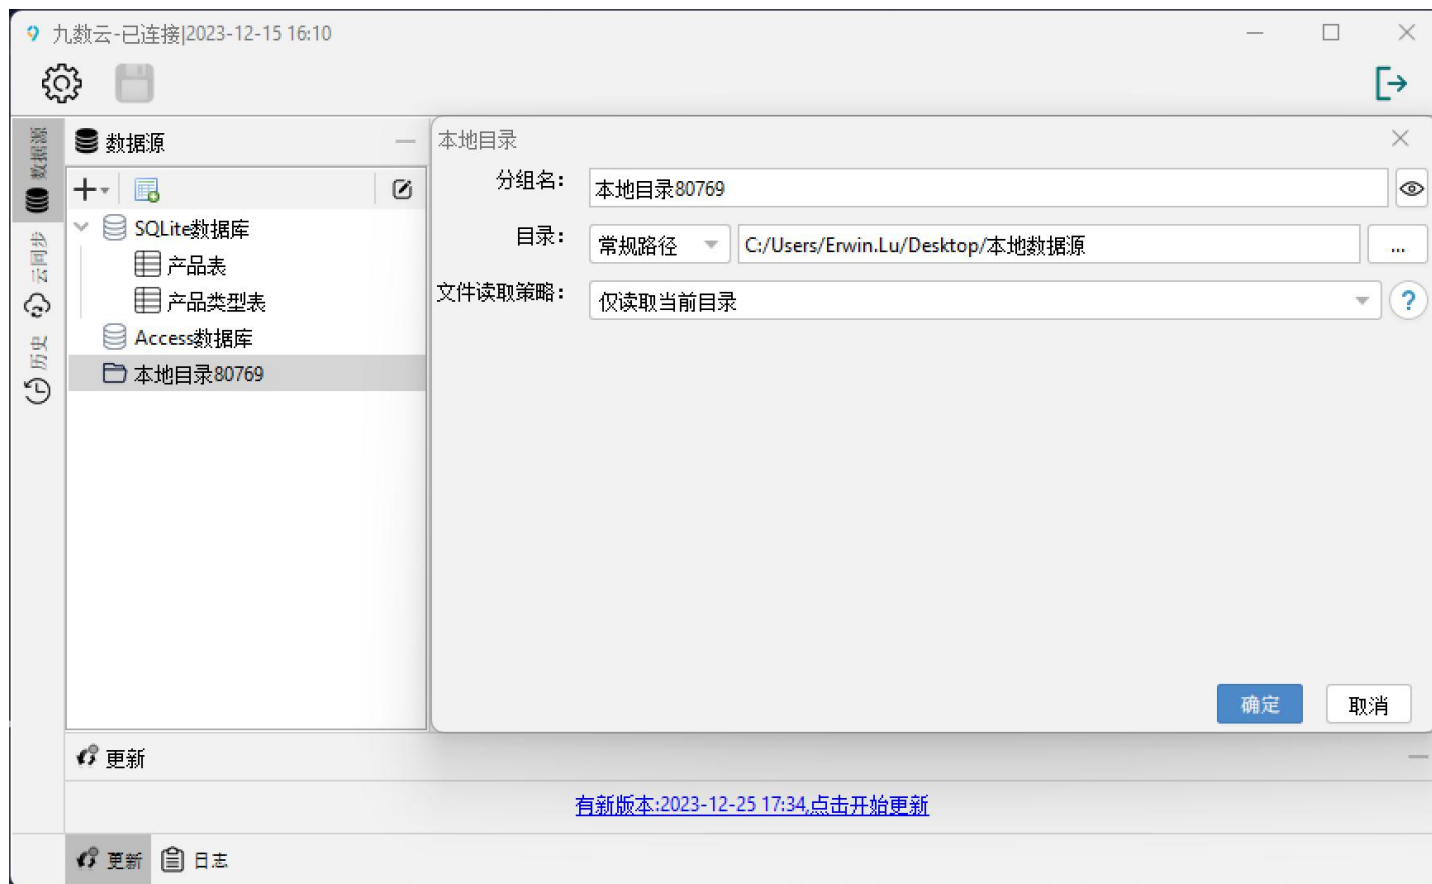 九数云-已连接|2023-12-15 16:10
数据源
云同步
历史
数据源
SQLite数据库
产品表
产品类型表
Access数据库
本地目录80769
本地目录
分组名：
本地目录80769
目录：
常规路径
C:/Users/Erwin.Lu/Desktop/本地数据源
...
文件读取策略：
仅读取当前目录
?
确定
取消
更新
有新版本:2023-12-25 17:34,点击开始更新
更新
日志